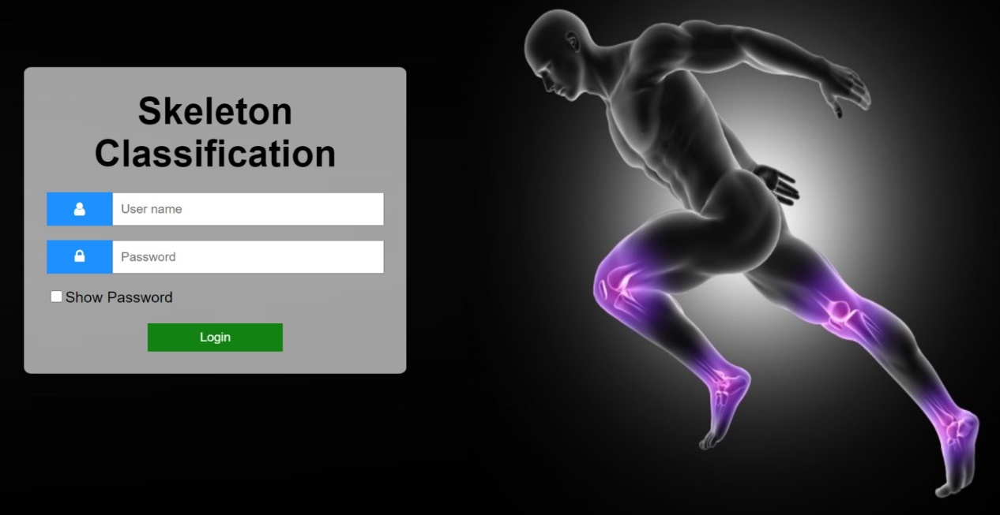 Skeleton
Classification
User name
Password
Show Password
Login